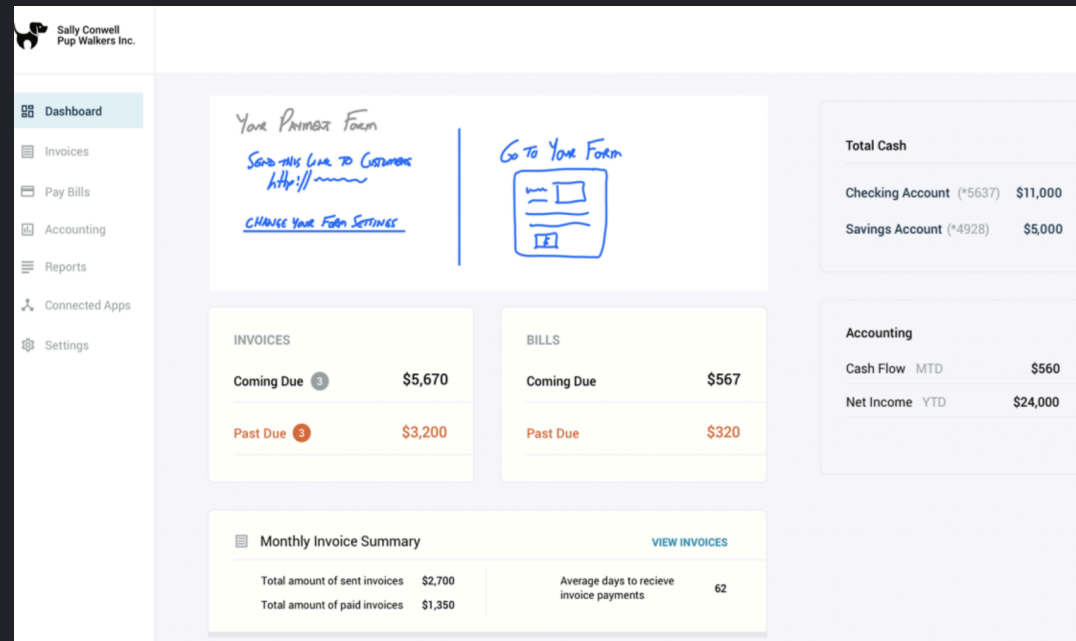 Sally Conwell
Pup Walkers Inc.
Dashboard
Invoices
Pay Bills
Accounting
Reports
Connected Apps
Settings
Your Payment Form
Send this Link to Customers
http://
Change Your Form Settings
Go To Your Form
£
INVOICES
Coming Due 3 $5,670
Past Due 3 $3,200
BILLS
Coming Due $567
Past Due $320
Monthly Invoice Summary VIEW INVOICES
Total amount of sent invoices $2,700
Total amount of paid invoices $1,350
Average days to recieve
invoice payments 62
Total Cash
Checking Account (*5637) $11,000
Savings Account (*4928) $5,000
Accounting
Cash Flow MTD $560
Net Income YTD $24,000